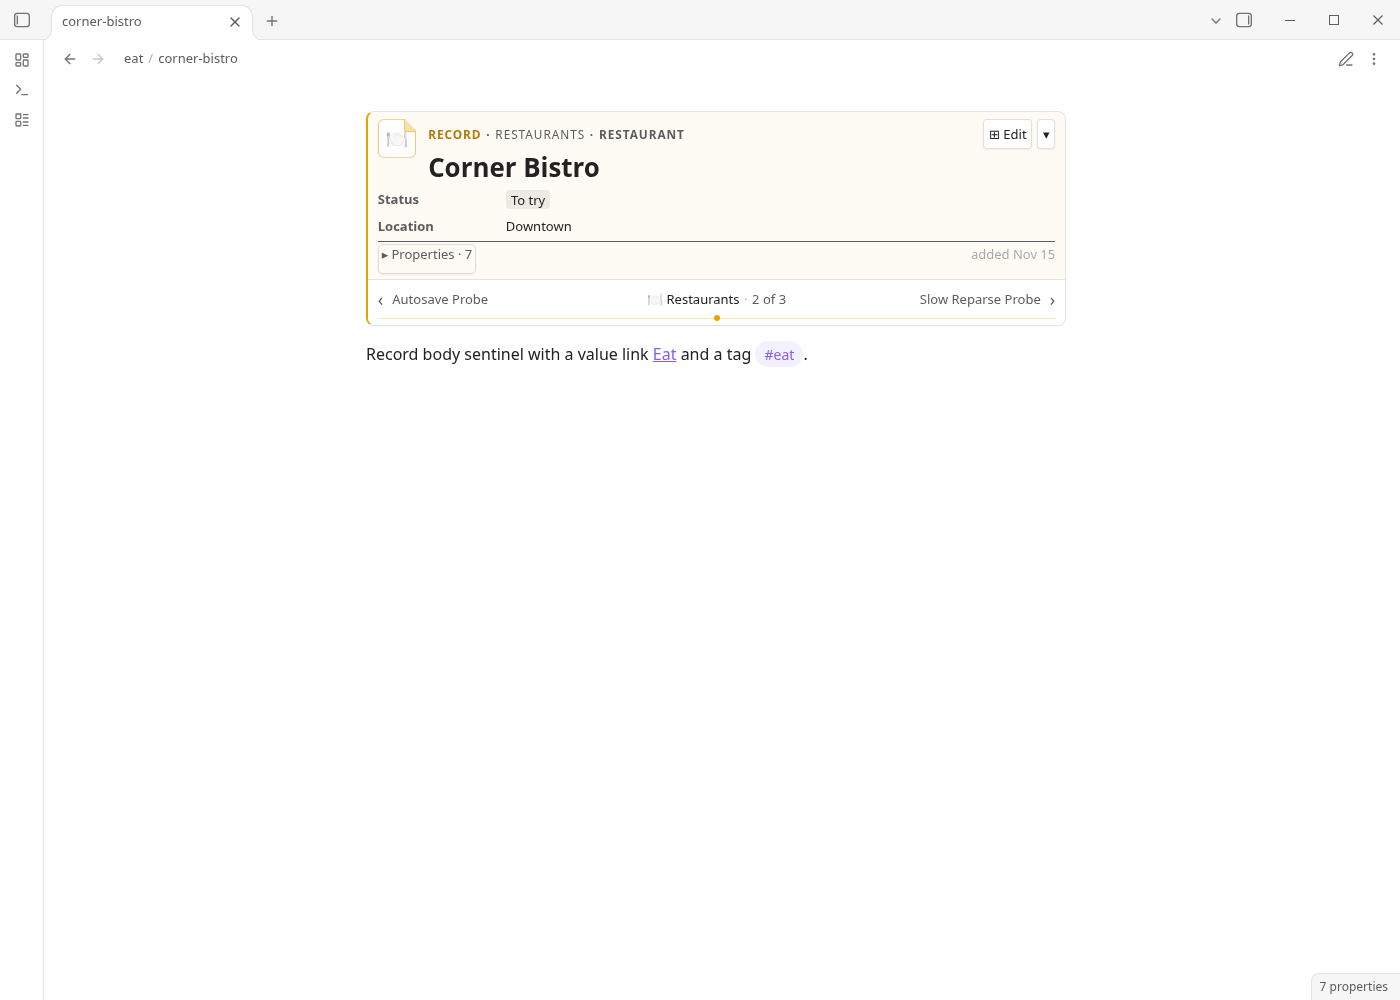 corner-bistro
eat / corner-bistro
RECORD · RESTAURANTS · RESTAURANT
Edit
Corner Bistro
Status To try
Location Downtown
▸ Properties · 7 added Nov 15
‹ Autosave Probe 🍽️ Restaurants · 2 of 3 Slow Reparse Probe ›
Record body sentinel with a value link Eat and a tag #eat.
7 properties